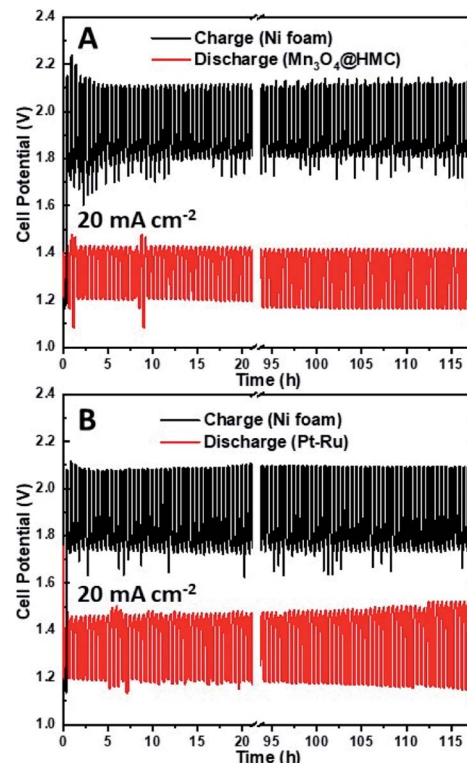 A
Charge (Ni foam)
Discharge (Mn₃O₄@HMC)
2.4
2.2
2.0
1.8
1.6
1.4
1.2
1.0
Cell Potential (V)
20 mA cm⁻²
0 5 10 15 20 95 100 105 110 115
Time (h)
B
Charge (Ni foam)
Discharge (Pt-Ru)
2.4
2.2
2.0
1.8
1.6
1.4
1.2
1.0
Cell Potential (V)
20 mA cm⁻²
0 5 10 15 20 95 100 105 110 115
Time (h)